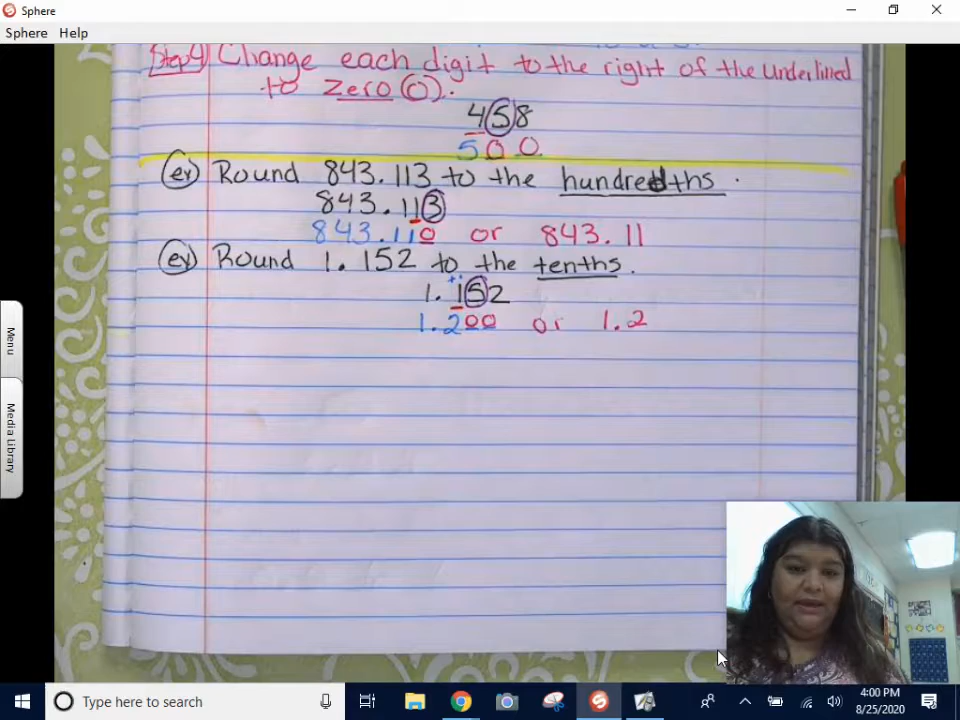 Sphere
Sphere Help
Step 4 Change each digit to the right of the underlined
to zero (0).
458
500
ex Round 843.113 to the hundredths.
843.113
843.110 or 843.11
ex Round 1.152 to the tenths.
+1
1.152
1.200 or 1.2
Menu
Media Library
Type here to search
4:00 PM
8/25/2020